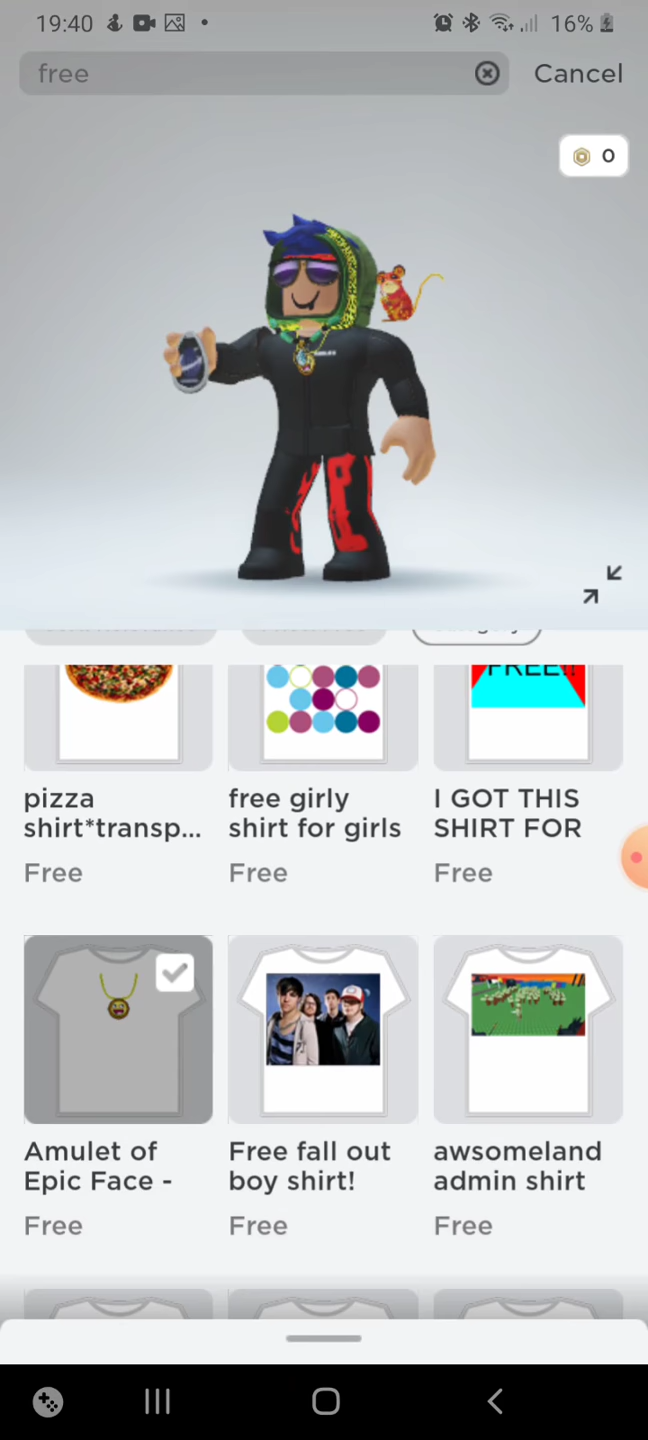 19:40
16%
free
Cancel
0
FREE!!
pizza
shirt*transp...
Free
free girly
shirt for girls
Free
I GOT THIS
SHIRT FOR
Free
Amulet of
Epic Face -
Free
Free fall out
boy shirt!
Free
awsomeland
admin shirt
Free